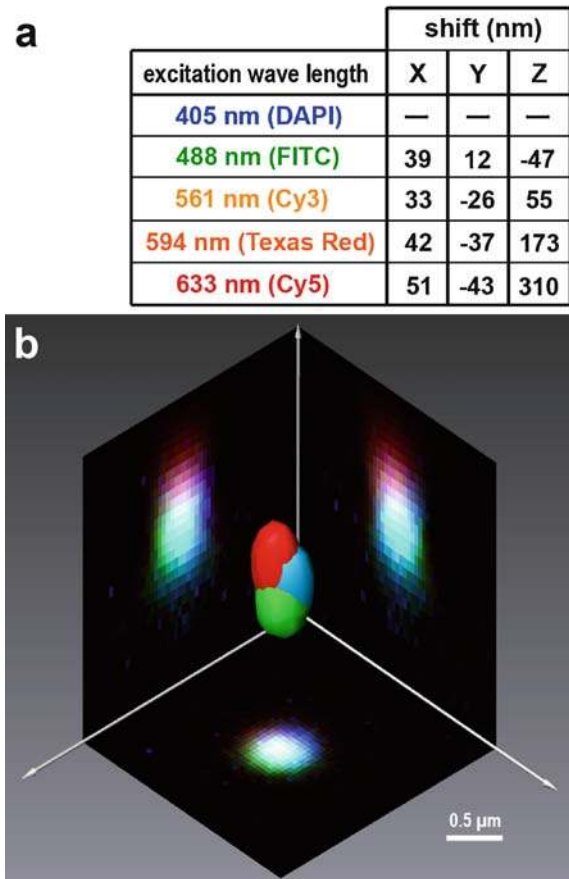 a
shift (nm)
excitation wave length X Y Z
405 nm (DAPI) — — —
488 nm (FITC) 39 12 -47
561 nm (Cy3) 33 -26 55
594 nm (Texas Red) 42 -37 173
633 nm (Cy5) 51 -43 310
b
0.5 µm